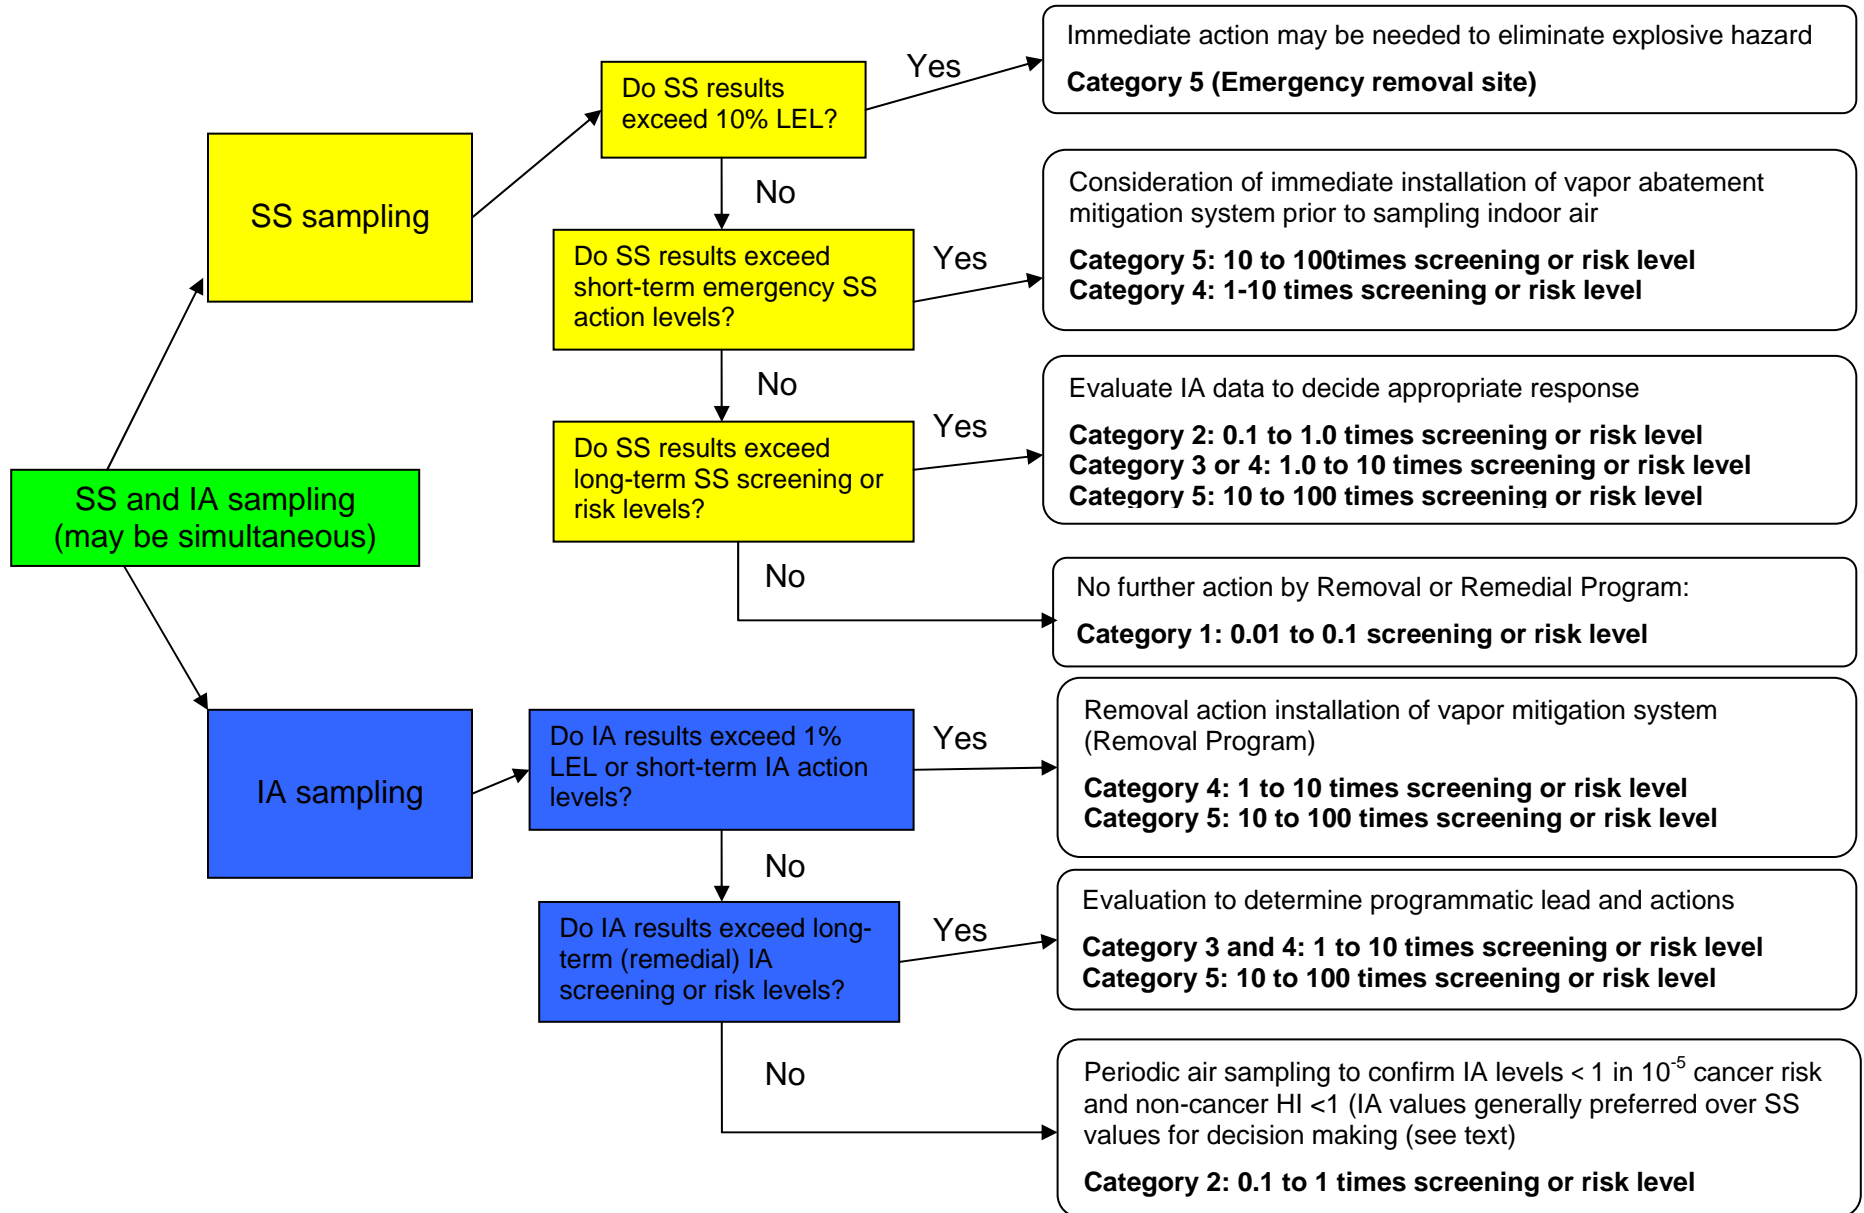 SS and IA sampling
(may be simultaneous)
SS sampling
Do SS results
exceed 10% LEL?
Yes
Immediate action may be needed to eliminate explosive hazard
Category 5 (Emergency removal site)
No
Do SS results exceed
short-term emergency SS
action levels?
Yes
Consideration of immediate installation of vapor abatement
mitigation system prior to sampling indoor air
Category 5: 10 to 100times screening or risk level
Category 4: 1-10 times screening or risk level
No
Do SS results exceed
long-term SS screening or
risk levels?
Yes
Evaluate IA data to decide appropriate response
Category 2: 0.1 to 1.0 times screening or risk level
Category 3 or 4: 1.0 to 10 times screening or risk level
Category 5: 10 to 100 times screening or risk level
No
No further action by Removal or Remedial Program:
Category 1: 0.01 to 0.1 screening or risk level
IA sampling
Do IA results exceed 1%
LEL or short-term IA action
levels?
Yes
Removal action installation of vapor mitigation system
(Removal Program)
Category 4: 1 to 10 times screening or risk level
Category 5: 10 to 100 times screening or risk level
No
Do IA results exceed long-
term (remedial) IA
screening or risk levels?
Yes
Evaluation to determine programmatic lead and actions
Category 3 and 4: 1 to 10 times screening or risk level
Category 5: 10 to 100 times screening or risk level
No
Periodic air sampling to confirm IA levels < 1 in 10⁻⁵ cancer risk
and non-cancer HI <1 (IA values generally preferred over SS
values for decision making (see text)
Category 2: 0.1 to 1 times screening or risk level